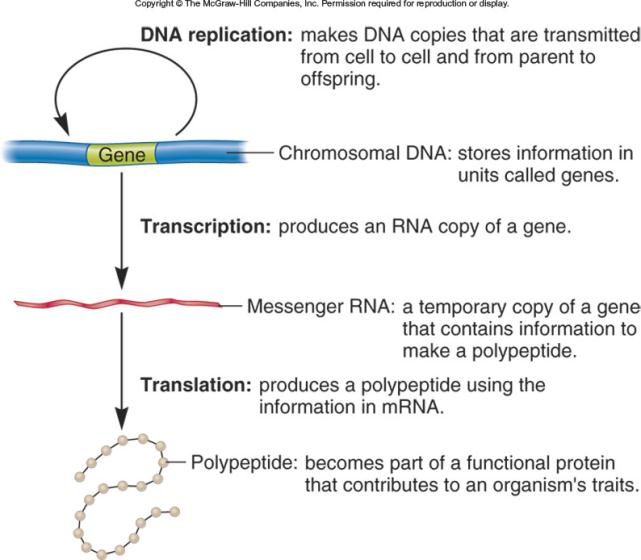 Copyright © The McGraw-Hill Companies, Inc. Permission required for reproduction or display.
DNA replication: makes DNA copies that are transmitted
from cell to cell and from parent to
offspring.
Gene
Chromosomal DNA: stores information in
units called genes.
Transcription: produces an RNA copy of a gene.
Messenger RNA: a temporary copy of a gene
that contains information to
make a polypeptide.
Translation: produces a polypeptide using the
information in mRNA.
Polypeptide: becomes part of a functional protein
that contributes to an organism's traits.